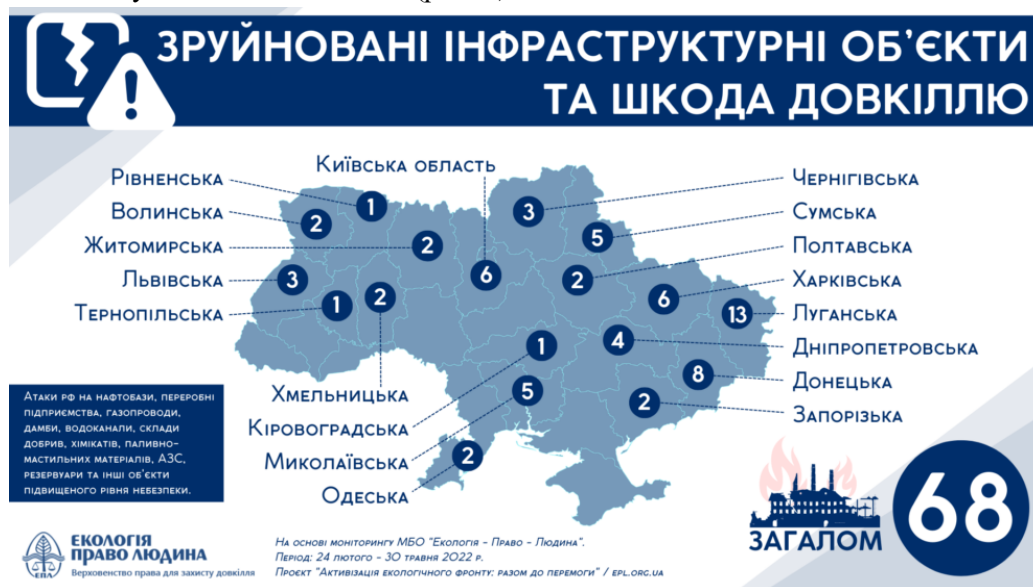 ЗРУЙНОВАНІ ІНФРАСТРУКТУРНІ ОБ'ЄКТИ
ТА ШКОДА ДОВКІЛЛЮ
Київська область
Рівненська
Волинська
Житомирська
Львівська
Тернопільська
Хмельницька
Кіровоградська
Миколаївська
Одеська
Чернігівська
Сумська
Полтавська
Харківська
Луганська
Дніпропетровська
Донецька
Запорізька
1
2
3
2
5
6
2
3
6
2
1
13
4
1
8
5
2
2
Атаки рф на нафтобази, переробні
підприємства, газопроводи,
дамби, водоканали, склади
добрив, хімікатів, паливно-
мастильних матеріалів, АЗС,
резервуари та інші об'єкти
підвищеного рівня небезпеки.
ЗАГАЛОМ
68
ЕПЛ
ЕКОЛОГІЯ
ПРАВО ЛЮДИНА
Верховенство права для захисту довкілля
На основі моніторингу МБО "Екологія - Право - Людина".
Період: 24 лютого - 30 травня 2022 р.
Проєкт "Активізація екологічного фронту: разом до перемоги" / epl.org.ua